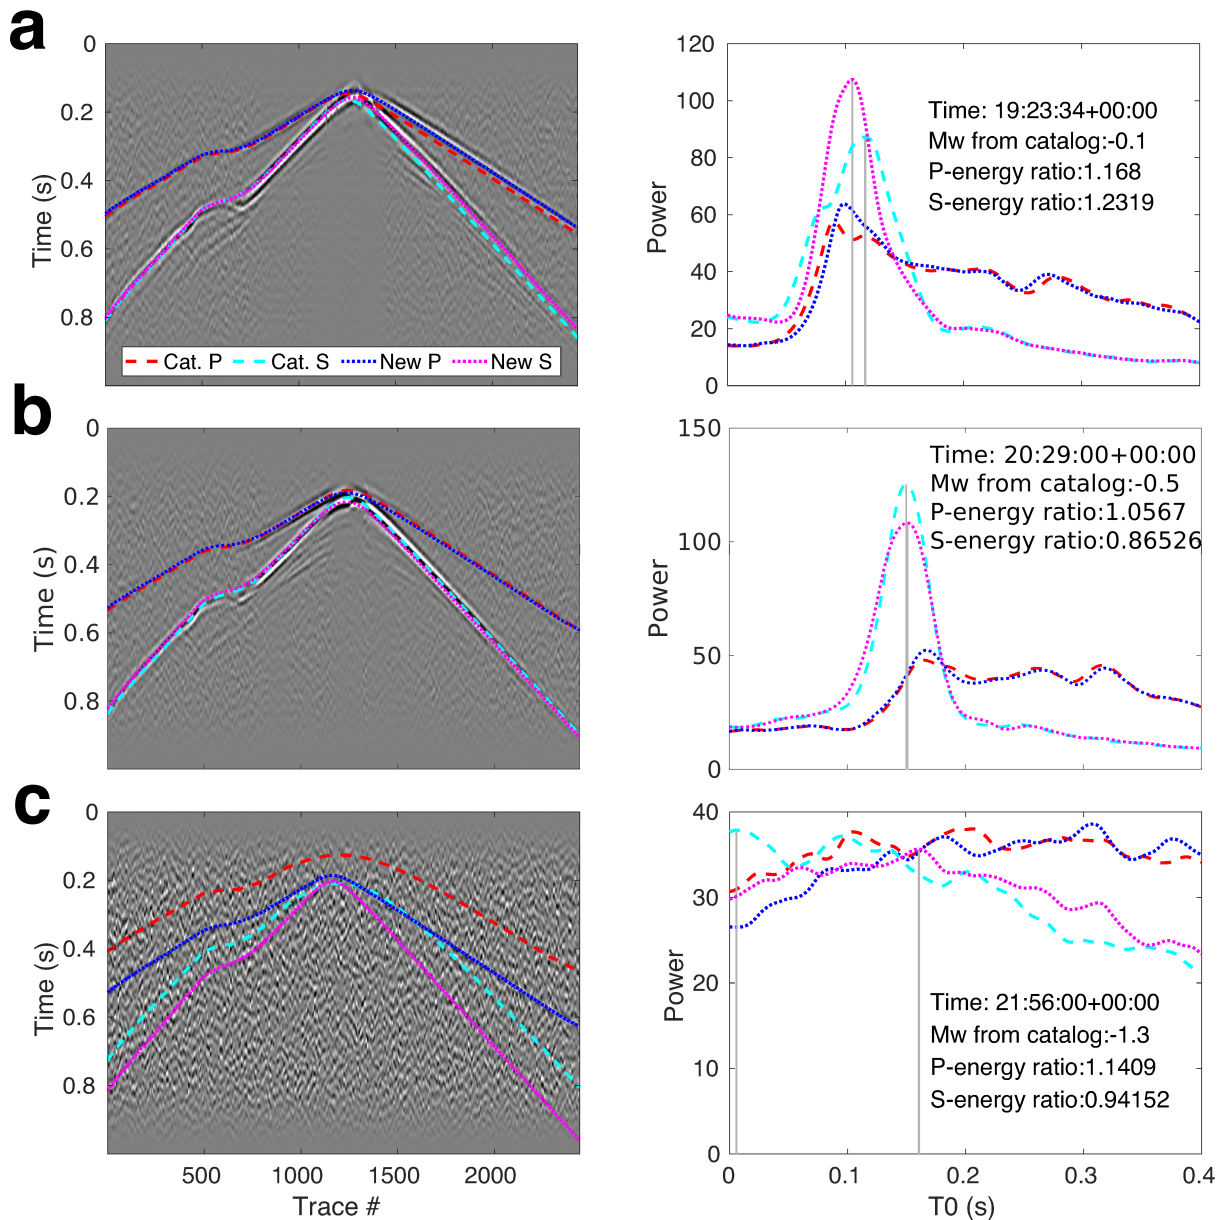 a
0
0.2
0.4
0.6
0.8
Time (s)
Cat. P
Cat. S
New P
New S
120
100
80
60
40
20
0
Power
Time: 19:23:34+00:00
Mw from catalog:-0.1
P-energy ratio:1.168
S-energy ratio:1.2319
b
0
0.2
0.4
0.6
0.8
Time (s)
150
100
50
0
Power
Time: 20:29:00+00:00
Mw from catalog:-0.5
P-energy ratio:1.0567
S-energy ratio:0.86526
c
0
0.2
0.4
0.6
0.8
Time (s)
500
1000
1500
2000
Trace #
40
30
20
10
0
Power
Time: 21:56:00+00:00
Mw from catalog:-1.3
P-energy ratio:1.1409
S-energy ratio:0.94152
0
0.1
0.2
0.3
0.4
T0 (s)